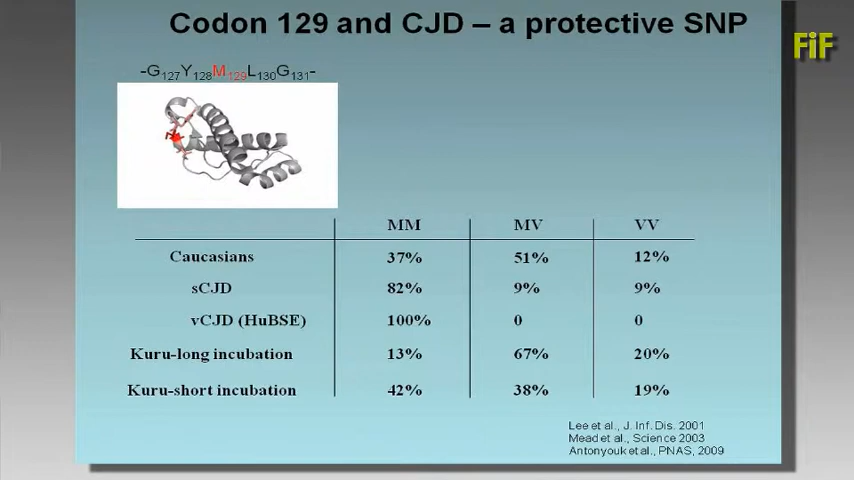 Codon 129 and CJD – a protective SNP
FiF
-G127Y128M129L130G131-
MM MV VV
Caucasians 37% 51% 12%
sCJD 82% 9% 9%
vCJD (HuBSE) 100% 0 0
Kuru-long incubation 13% 67% 20%
Kuru-short incubation 42% 38% 19%
Lee et al., J. Inf. Dis. 2001
Mead et al., Science 2003
Antonyouk et al., PNAS, 2009